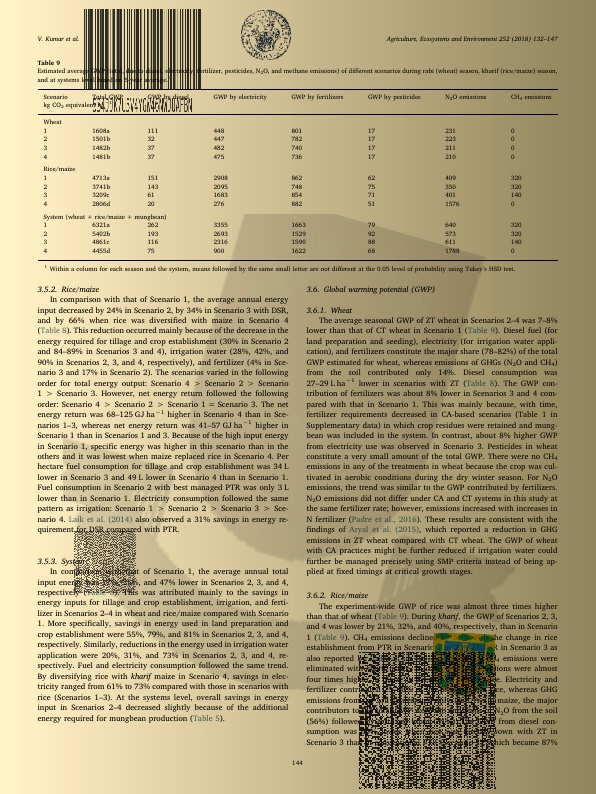 V. Kumar et al.
Agriculture, Ecosystems and Environment 252 (2018) 132–147
Table 9
Estimated average GWP (total, due to diesel, electricity, fertilizer, pesticides, N2O, and methane emissions) of different scenarios during rabi (wheat) season, kharif (rice/maize) season,
and at systems level based on 5-year average.
Scenario Total GWP GWP by diesel GWP by electricity GWP by fertilizers GWP by pesticides N2O emissions CH4 emissions
kg CO2 equivalent
Wheat
1 1608a 111 448 801 17 231 0
2 1501b 32 447 782 17 223 0
3 1482b 37 482 740 17 211 0
4 1481b 37 475 736 17 210 0
Rice/maize
1 4713a 151 2908 862 62 409 320
2 3741b 143 2095 748 75 350 320
3 3209c 61 1683 854 71 401 140
4 2806d 20 276 882 51 1576 0
System (wheat + rice/maize + mungbean)
1 6321a 262 3355 1663 79 640 320
2 5402b 193 2693 1529 92 573 320
3 4861c 116 2316 1590 88 611 140
4 4455d 75 900 1622 68 1788 0
1 Within a column for each season and the system, means followed by the same small letter are not different at the 0.05 level of probability using Tukey's HSD test.
3.5.2. Rice/maize
In comparison with that of Scenario 1, the average annual energy
input decreased by 24% in Scenario 2, by 34% in Scenario 3 with DSR,
and by 66% when rice was diversified with maize in Scenario 4
(Table 8). This reduction occurred mainly because of the decrease in the
energy required for tillage and crop establishment (30% in Scenario 2
and 84–89% in Scenarios 3 and 4), irrigation water (28%, 42%, and
90% in Scenarios 2, 3, and 4, respectively), and fertilizer (4% in Sce-
nario 3 and 17% in Scenario 2). The scenarios varied in the following
order for total energy output: Scenario 4 > Scenario 2 > Scenario
1 > Scenario 3. However, net energy return followed the following
order: Scenario 4 > Scenario 2 > Scenario 1 = Scenario 3. The net
energy return was 68–125 GJ ha−1 higher in Scenario 4 than in Sce-
narios 1–3, whereas net energy return was 41–57 GJ ha−1 higher in
Scenario 1 than in Scenarios 1 and 3. Because of the high input energy
in Scenario 1, specific energy was higher in this scenario than in the
others and it was lowest when maize replaced rice in Scenario 4. Per
hectare fuel consumption for tillage and crop establishment was 34 L
lower in Scenario 3 and 49 L lower in Scenario 4 than in Scenario 1.
Fuel consumption in Scenario 2 with best managed PTR was only 3 L
lower than in Scenario 1. Electricity consumption followed the same
pattern as irrigation: Scenario 1 > Scenario 2 > Scenario 3 > Sce-
nario 4. Laik et al. (2014) also observed a 31% savings in energy re-
quirement for DSR compared with PTR.
3.5.3. System
In comparison with that of Scenario 1, the average annual total
input energy was and 47% lower in Scenarios 2, 3, and 4,
respectively This was attributed mainly to the savings in
energy inputs for tillage and crop establishment, irrigation, and ferti-
lizer in Scenarios 2–4 in wheat and rice/maize compared with Scenario
1. More specifically, savings in energy used in land preparation and
crop establishment were 55%, 79%, and 81% in Scenarios 2, 3, and 4,
respectively. Similarly, reductions in the energy used in irrigation water
application were 20%, 31%, and 73% in Scenarios 2, 3, and 4, re-
spectively. Fuel and electricity consumption followed the same trend.
By diversifying rice with kharif maize in Scenario 4, savings in elec-
tricity ranged from 61% to 73% compared with those in scenarios with
rice (Scenarios 1–3). At the systems level, overall savings in energy
input in Scenarios 2–4 decreased slightly because of the additional
energy required for mungbean production (Table 5).
3.6. Global warming potential (GWP)
3.6.1. Wheat
The average seasonal GWP of ZT wheat in Scenarios 2–4 was 7–8%
lower than that of CT wheat in Scenario 1 (Table 9). Diesel fuel (for
land preparation and seeding), electricity (for irrigation water appli-
cation), and fertilizers constitute the major share (78–82%) of the total
GWP estimated for wheat, whereas emissions of GHGs (N2O and CH4)
from the soil contributed only 14%. Diesel consumption was
27–29 L ha−1 lower in scenarios with ZT (Table 8). The GWP con-
tribution of fertilizers was about 8% lower in Scenarios 3 and 4 com-
pared with that in Scenario 1. This was mainly because, with time,
fertilizer requirements decreased in CA-based scenarios (Table 1 in
Supplementary data) in which crop residues were retained and mung-
bean was included in the system. In contrast, about 8% higher GWP
from electricity use was observed in Scenario 3. Pesticides in wheat
constitute a very small amount of the total GWP. There were no CH4
emissions in any of the treatments in wheat because the crop was cul-
tivated in aerobic conditions during the dry winter season. For N2O
emissions, the trend was similar to the GWP contributed by fertilizers.
N2O emissions did not differ under CA and CT systems in this study at
the same fertilizer rate; however, emissions increased with increases in
N fertilizer (Padre et al., 2016). These results are consistent with the
findings of Aryal et al. (2015), which reported a reduction in GHG
emissions in ZT wheat compared with CT wheat. The GWP of wheat
with CA practices might be further reduced if irrigation water could
further be managed precisely using SMP criteria instead of being ap-
plied at fixed timings at critical growth stages.
3.6.2. Rice/maize
The experiment-wide GWP of rice was almost three times higher
than that of wheat (Table 9). During kharif, the GWP of Scenarios 2, 3,
and 4 was lower by 21%, 32%, and 40%, respectively, than in Scenario
1 (Table 9). CH4 emissions decline the change in rice
establishment from PTR in Scenario in Scenario 3 as
also reported emissions were
eliminated with were almost
four times high Electricity and
fertilizer contri whereas GHG
emissions from maize, the major
contributors to N2O from the soil
(56%) followed from diesel con-
sumption was down with ZT in
Scenario 3 than which became 87%
144